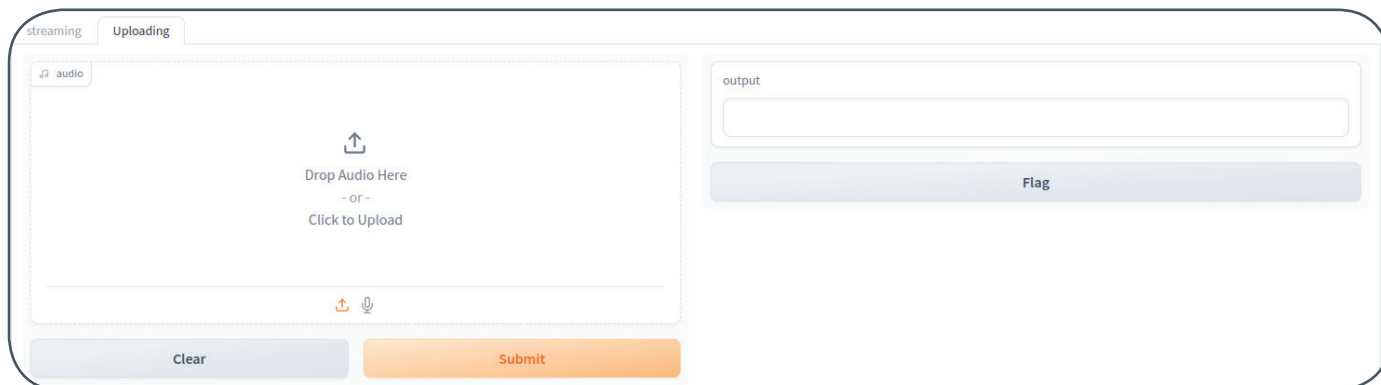 streaming
Uploading
audio
Drop Audio Here
- or -
Click to Upload
Clear
Submit
output
Flag